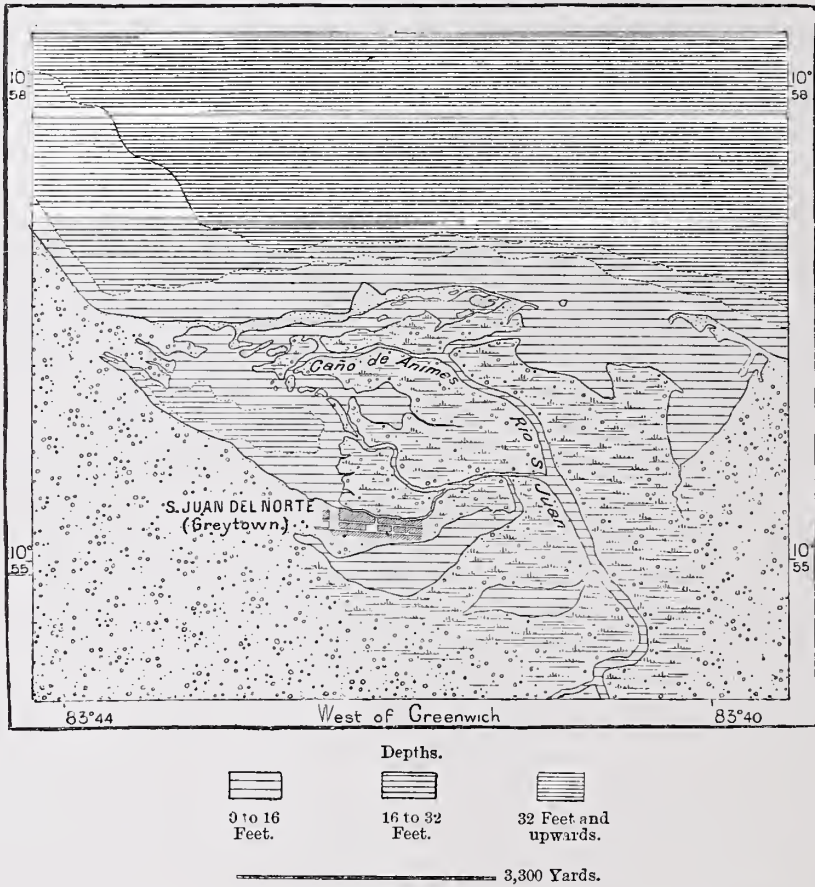 10°
58
10°
58
Caño de Animes
Rio S. Juan
S. JUAN DEL NORTE
(Greytown)
10°
55
10°
55
83°44
West of Greenwich
83°40
Depths.
0 to 16
Feet.
16 to 32
Feet.
32 Feet and
upwards.
3,300 Yards.